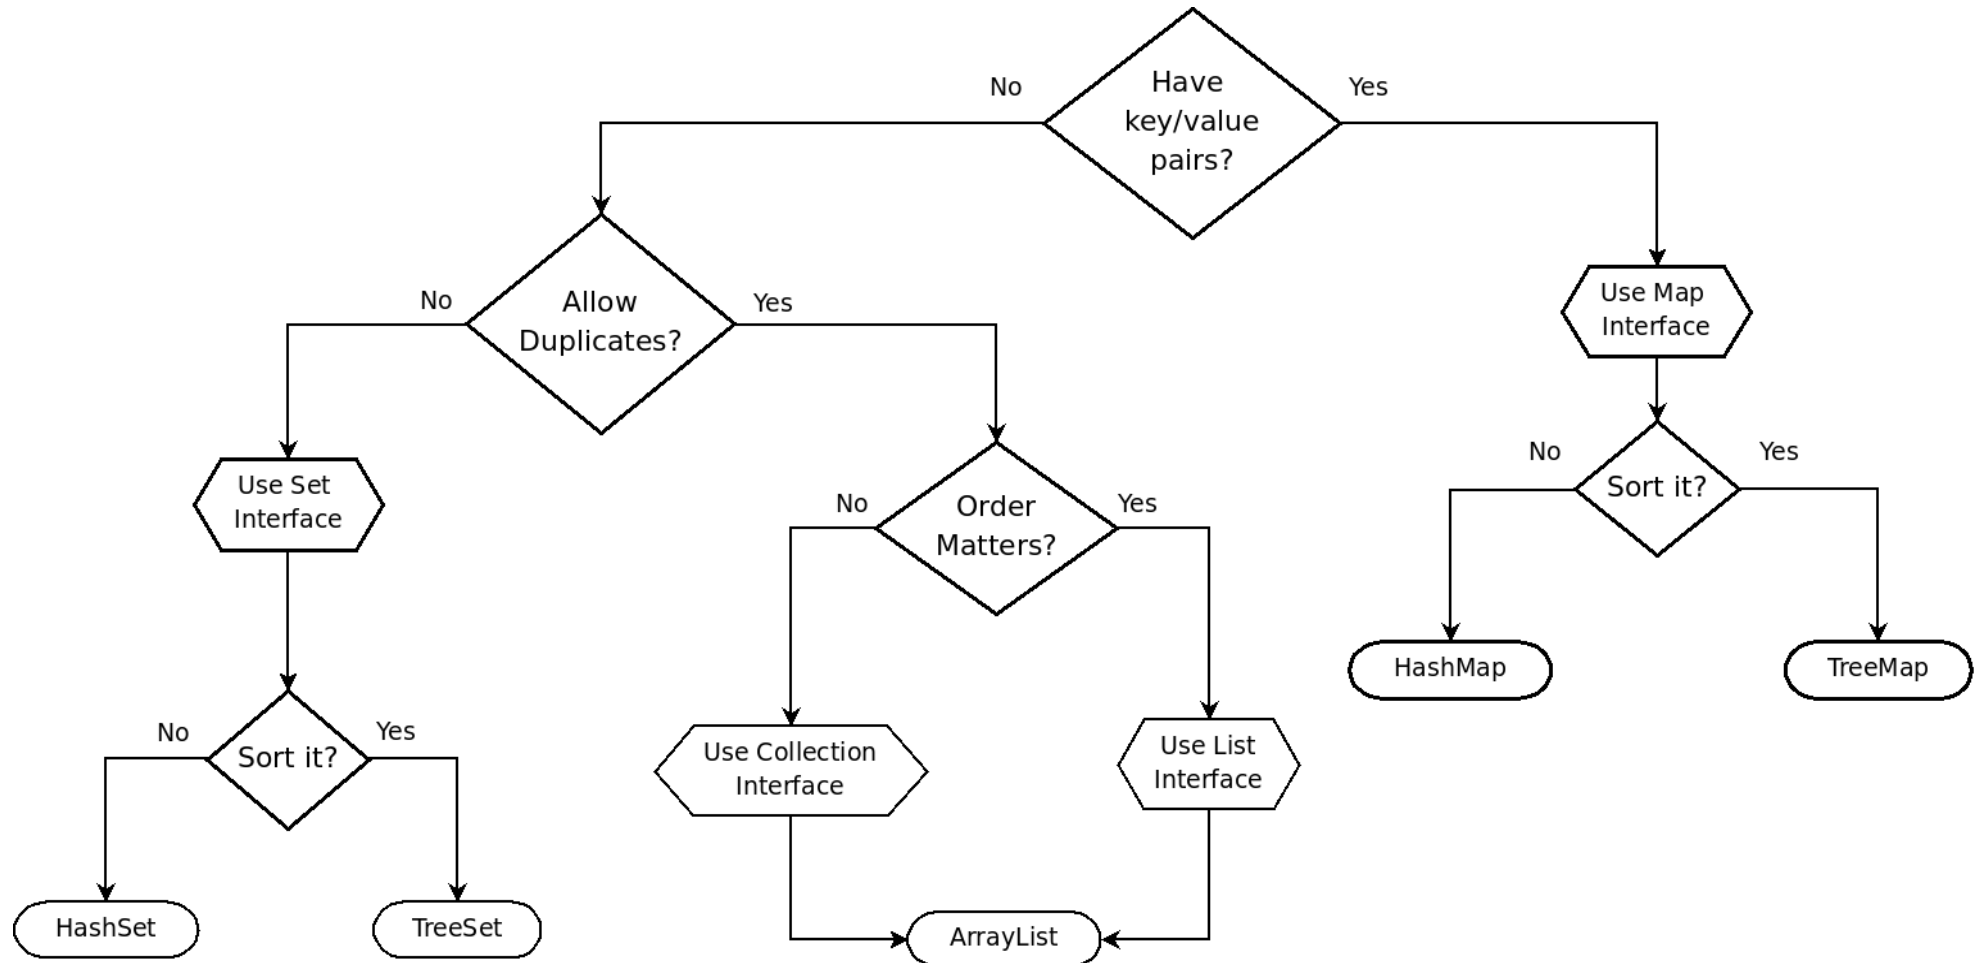 Have
key/value
pairs?
No
Yes
Allow
Duplicates?
No
Yes
Use Map
Interface
Sort it?
No
Yes
HashMap
TreeMap
Use Set
Interface
Order
Matters?
No
Yes
Sort it?
No
Yes
Use Collection
Interface
Use List
Interface
HashSet
TreeSet
ArrayList